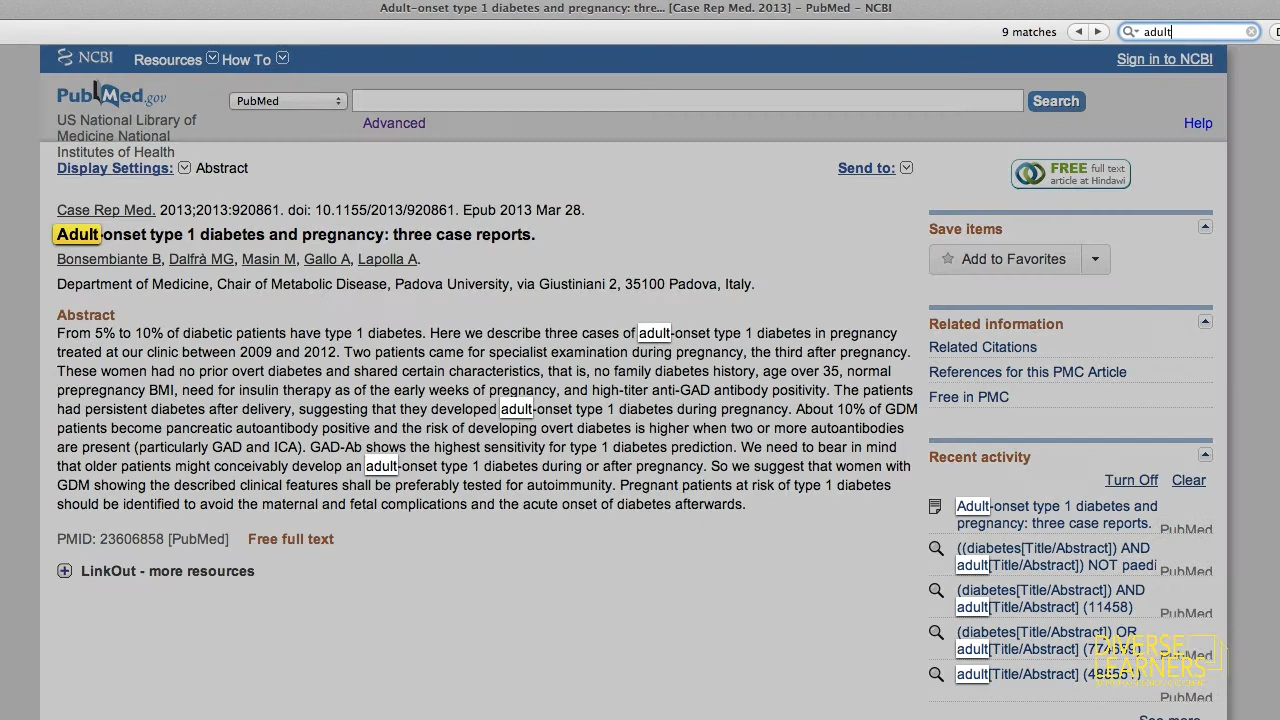 Adult-onset type 1 diabetes and pregnancy: thre... [Case Rep Med. 2013] - PubMed - NCBI
9 matches
adult
NCBI
Resources
How To
Sign in to NCBI
PubMed.gov
US National Library of
Medicine National
Institutes of Health
PubMed
Search
Advanced
Help
Display Settings:
Abstract
Send to:
FREE full text
article at Hindawi
Case Rep Med. 2013;2013:920861. doi: 10.1155/2013/920861. Epub 2013 Mar 28.
Adult-onset type 1 diabetes and pregnancy: three case reports.
Bonsembiante B, Dalfrà MG, Masin M, Gallo A, Lapolla A.
Department of Medicine, Chair of Metabolic Disease, Padova University, via Giustiniani 2, 35100 Padova, Italy.
Abstract
From 5% to 10% of diabetic patients have type 1 diabetes. Here we describe three cases of adult-onset type 1 diabetes in pregnancy
treated at our clinic between 2009 and 2012. Two patients came for specialist examination during pregnancy, the third after pregnancy.
These women had no prior overt diabetes and shared certain characteristics, that is, no family diabetes history, age over 35, normal
prepregnancy BMI, need for insulin therapy as of the early weeks of pregnancy, and high-titer anti-GAD antibody positivity. The patients
had persistent diabetes after delivery, suggesting that they developed adult-onset type 1 diabetes during pregnancy. About 10% of GDM
patients become pancreatic autoantibody positive and the risk of developing overt diabetes is higher when two or more autoantibodies
are present (particularly GAD and ICA). GAD-Ab shows the highest sensitivity for type 1 diabetes prediction. We need to bear in mind
that older patients might conceivably develop an adult-onset type 1 diabetes during or after pregnancy. So we suggest that women with
GDM showing the described clinical features shall be preferably tested for autoimmunity. Pregnant patients at risk of type 1 diabetes
should be identified to avoid the maternal and fetal complications and the acute onset of diabetes afterwards.
PMID: 23606858 [PubMed]
Free full text
LinkOut - more resources
Save items
Add to Favorites
Related information
Related Citations
References for this PMC Article
Free in PMC
Recent activity
Turn Off
Clear
Adult-onset type 1 diabetes and
pregnancy: three case reports.
PubMed
((diabetes[Title/Abstract]) AND
adult[Title/Abstract]) NOT paedi
PubMed
(diabetes[Title/Abstract]) AND
adult[Title/Abstract] (11458)
PubMed
(diabetes[Title/Abstract]) OR
adult[Title/Abstract]
PubMed
adult[Title/Abstract]
PubMed
See more
DIVERSE
LEARNERS